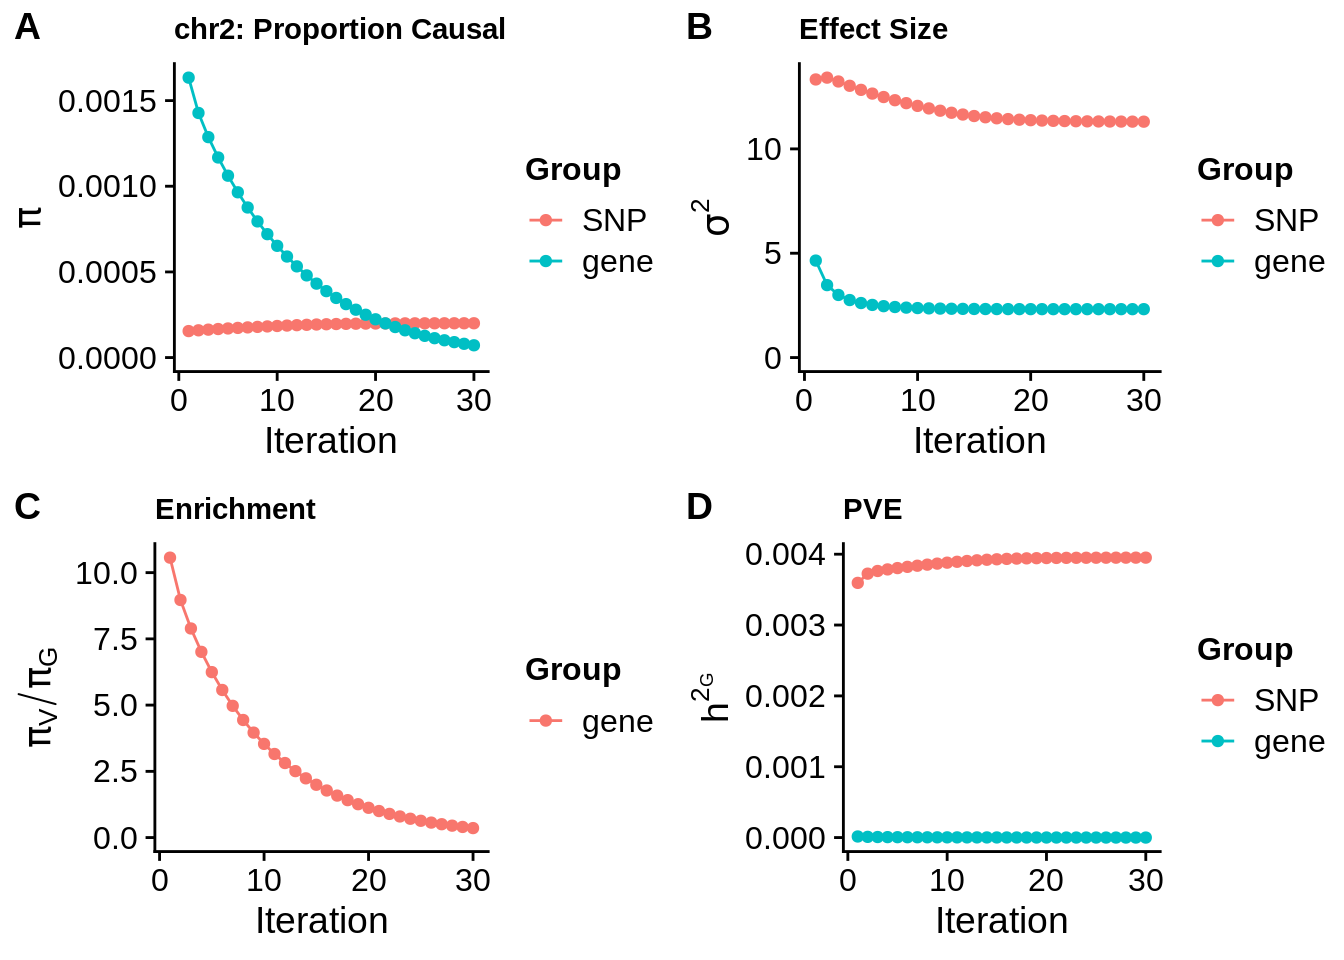 A
chr2: Proportion Causal
0.0015
0.0010
0.0005
0.0000
π
0 10 20 30
Iteration
Group
SNP
gene
B
Effect Size
10
5
0
σ²
0 10 20 30
Iteration
Group
SNP
gene
C
Enrichment
10.0
7.5
5.0
2.5
0.0
πV/πG
0 10 20 30
Iteration
Group
gene
D
PVE
0.004
0.003
0.002
0.001
0.000
h²G
0 10 20 30
Iteration
Group
SNP
gene